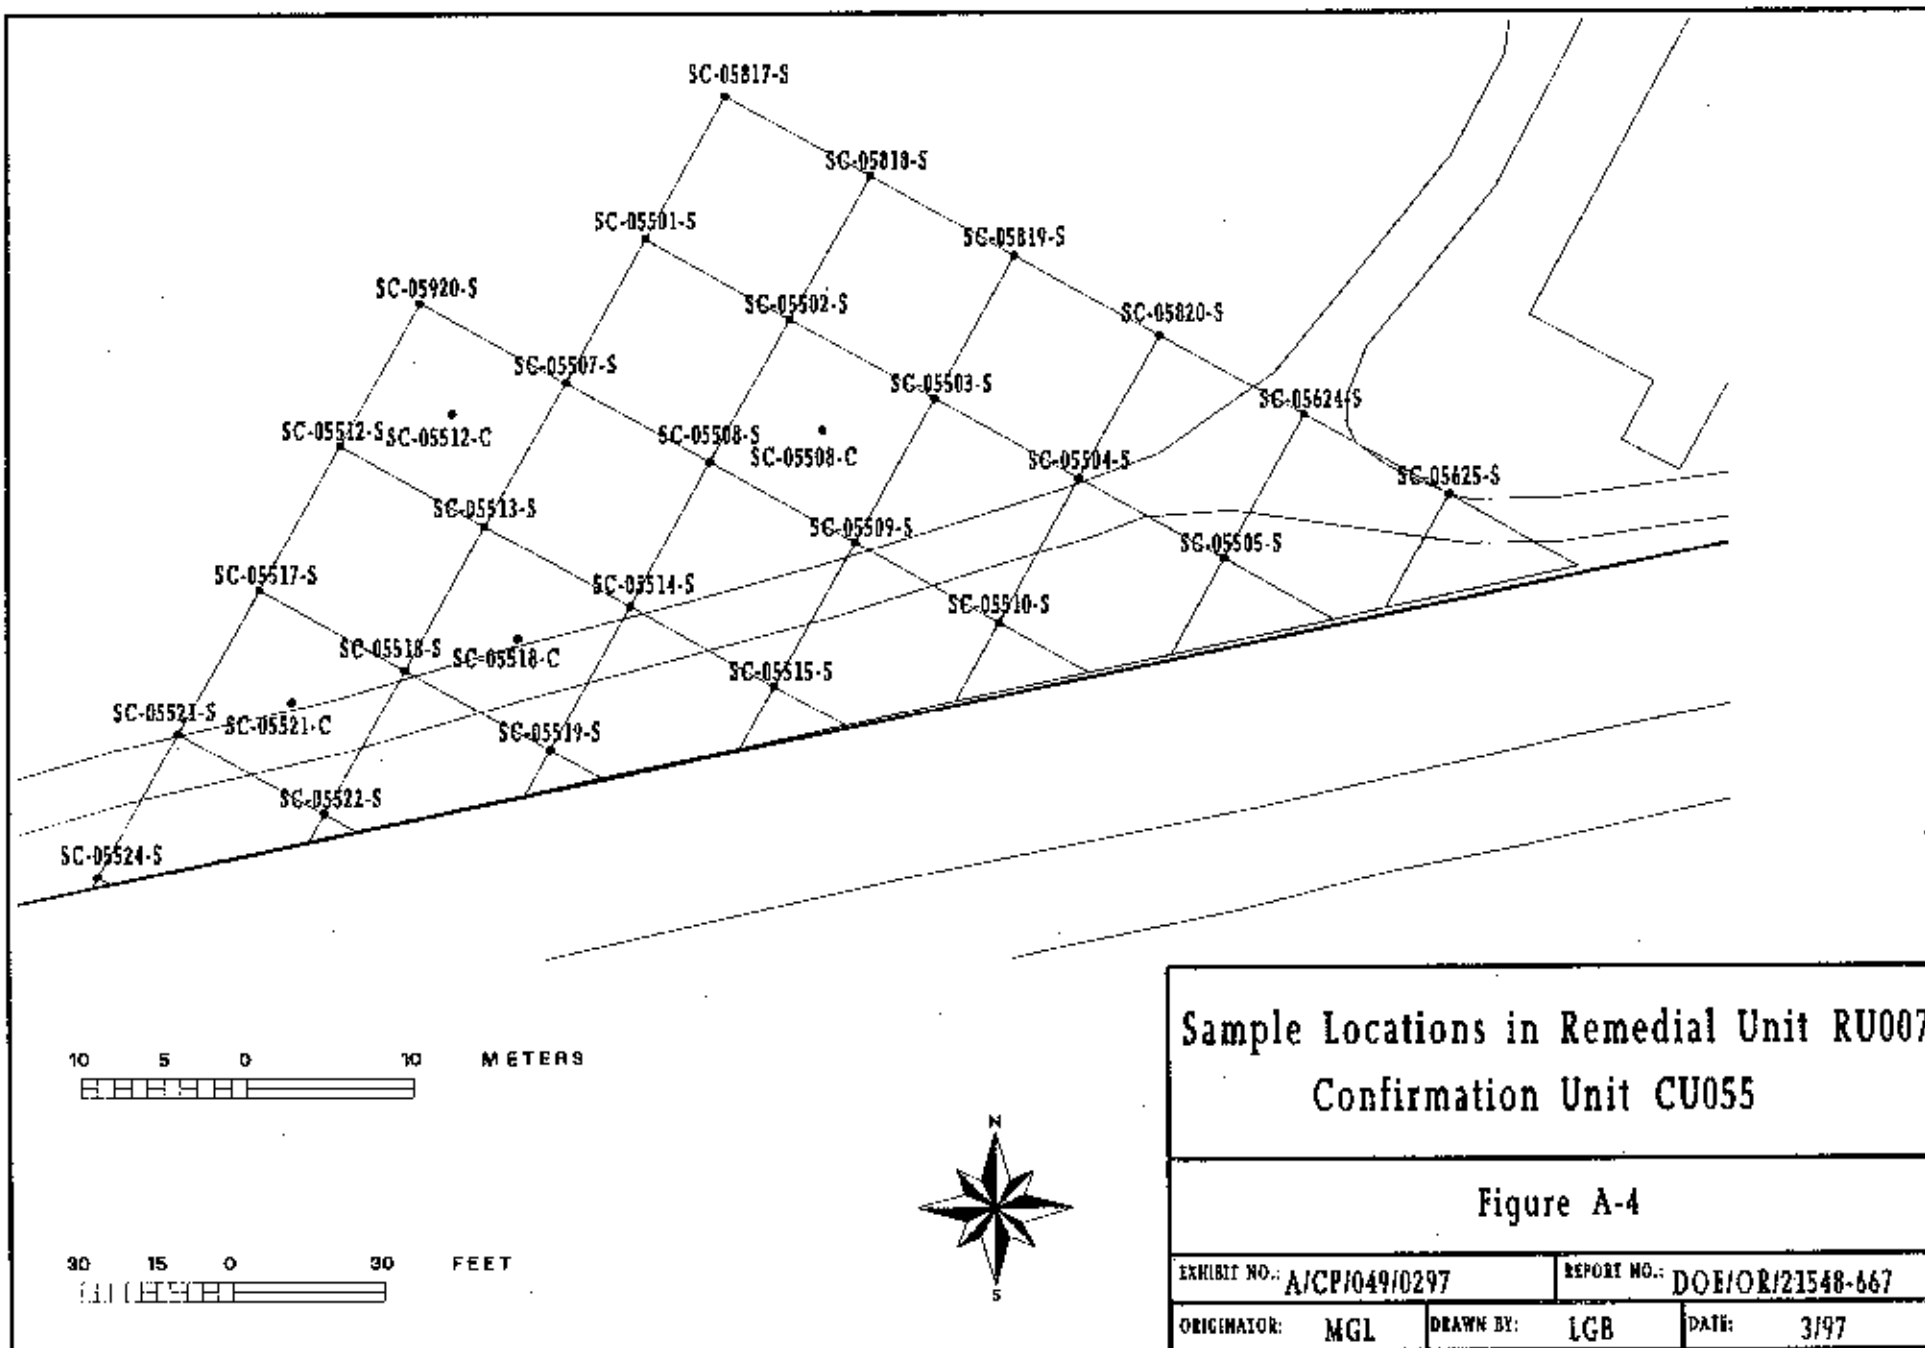 SC-05817-S
SC-05818-S
SC-05501-S
SC-05819-S
SC-05920-S
SC-05502-S
SC-05820-S
SC-05507-S
SC-05503-S
SC-05624-S
SC-05512-S
SC-05512-C
SC-05508-S
SC-05508-C
SC-05504-S
SC-05625-S
SC-05513-S
SC-05509-S
SC-05505-S
SC-05517-S
SC-05514-S
SC-05510-S
SC-05518-S
SC-05518-C
SC-05515-S
SC-05521-S
SC-05521-C
SC-05519-S
SC-05522-S
SC-05524-S
10 5 0 10 METERS
30 15 0 30 FEET
N
S
Sample Locations in Remedial Unit RU007
Confirmation Unit CU055
Figure A-4
EXHIBIT NO.: A/CP/049/0297
REPORT NO.: DOE/OR/21548-667
ORIGINATOR: MGL
DRAWN BY: LGB
DATE: 3/97